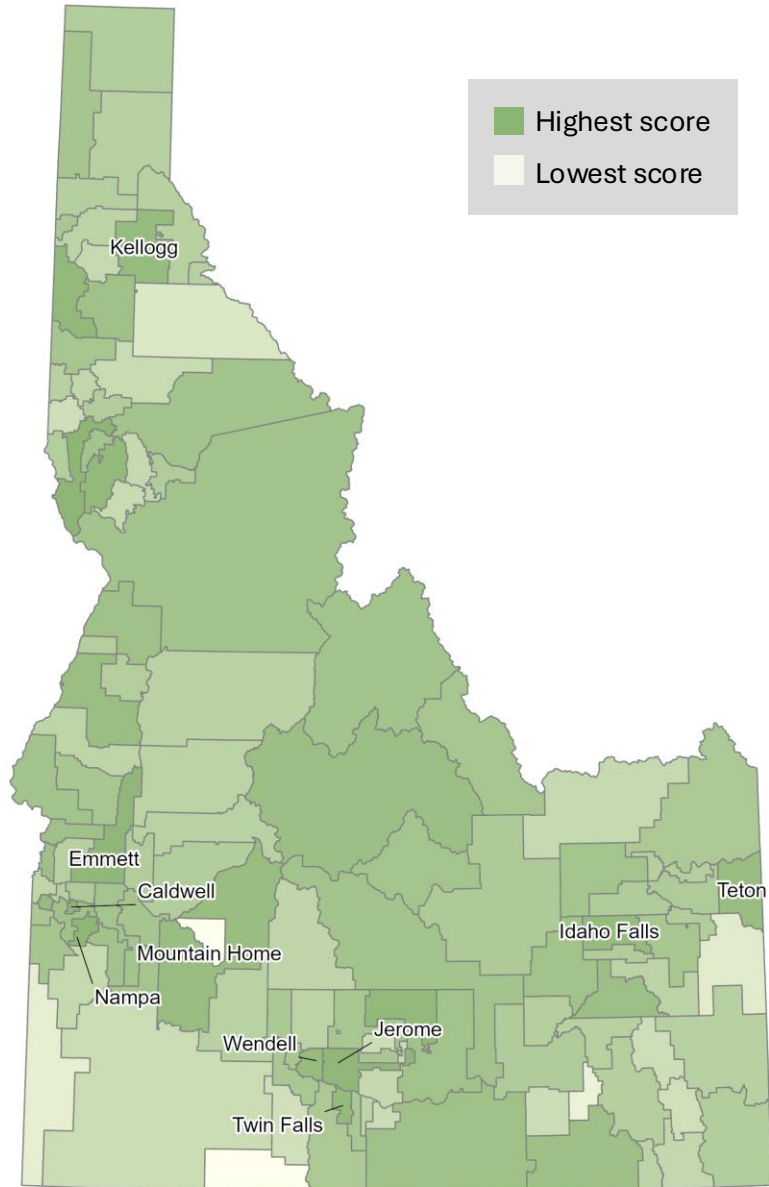 Highest score
Lowest score
Kellogg
Emmett
Caldwell
Teton
Idaho Falls
Mountain Home
Nampa
Jerome
Wendell
Twin Falls